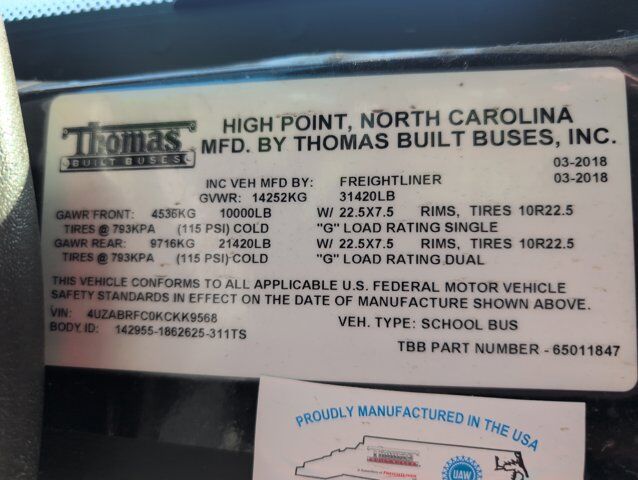 Thomas
BUILT BUSES
HIGH POINT, NORTH CAROLINA
MFD. BY THOMAS BUILT BUSES, INC.
03-2018
INC VEH MFD BY: FREIGHTLINER 03-2018
GVWR: 14252KG 31420LB
GAWR FRONT: 4536KG 10000LB W/ 22.5X7.5 RIMS, TIRES 10R22.5
TIRES @ 793KPA (115 PSI) COLD "G" LOAD RATING SINGLE
GAWR REAR: 9716KG 21420LB W/ 22.5X7.5 RIMS, TIRES 10R22.5
TIRES @ 793KPA (115 PSI) COLD "G" LOAD RATING DUAL
THIS VEHICLE CONFORMS TO ALL APPLICABLE U.S. FEDERAL MOTOR VEHICLE
SAFETY STANDARDS IN EFFECT ON THE DATE OF MANUFACTURE SHOWN ABOVE.
VIN: 4UZABRFC0KCKK9568
BODY ID: 142955-1862625-311TS VEH. TYPE: SCHOOL BUS
TBB PART NUMBER - 65011847
PROUDLY MANUFACTURED IN THE USA
Thomas
BUILT BUSES
UAW